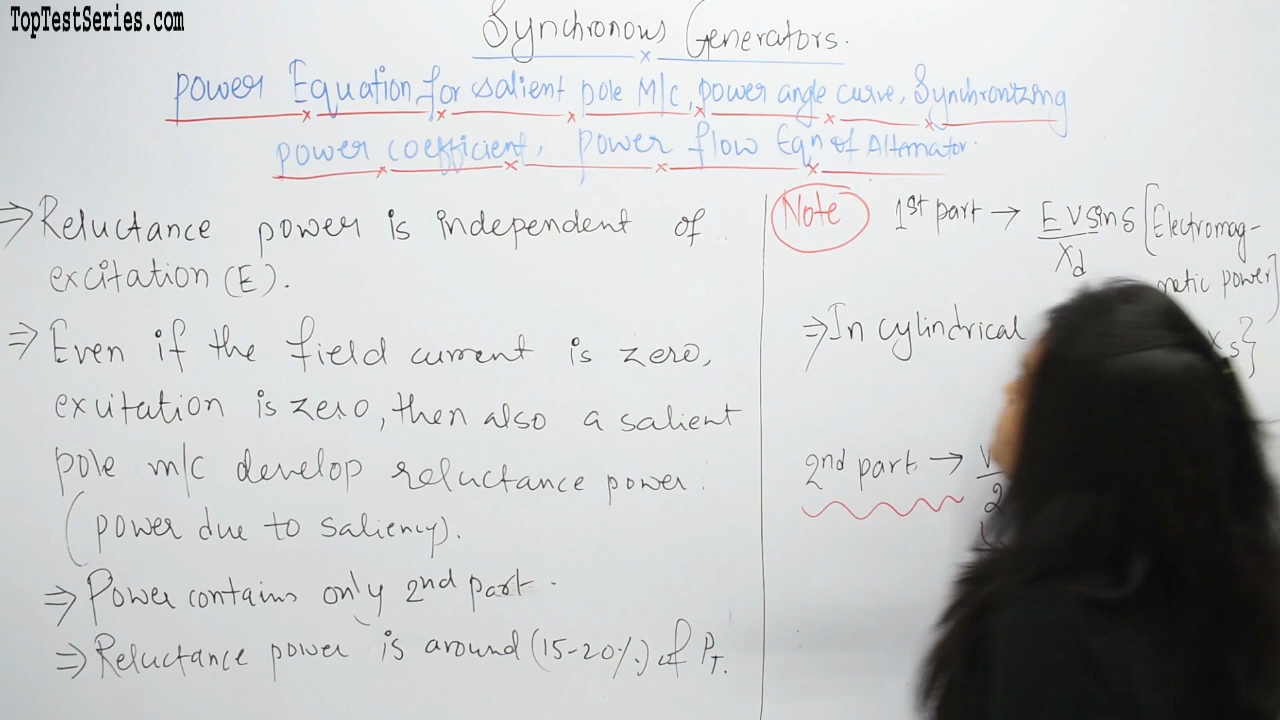 TopTestSeries.com
Synchronous Generators.
Power Equation for salient pole M/c, power angle curve, Synchronizing
power coefficient, power flow Eqn of Alternator.
⇒ Reluctance power is independent of
excitation (E).
⇒ Even if the field current is zero,
excitation is zero, then also a salient
pole m/c develop reluctance power.
(power due to saliency).
⇒ Power contains only 2nd part.
⇒ Reluctance power is around (15-20%) of PT.
Note 1st part → EVsinδ/Xd [Electromag-
netic power]
⇒ In cylindrical Xs}
2nd part → V
2